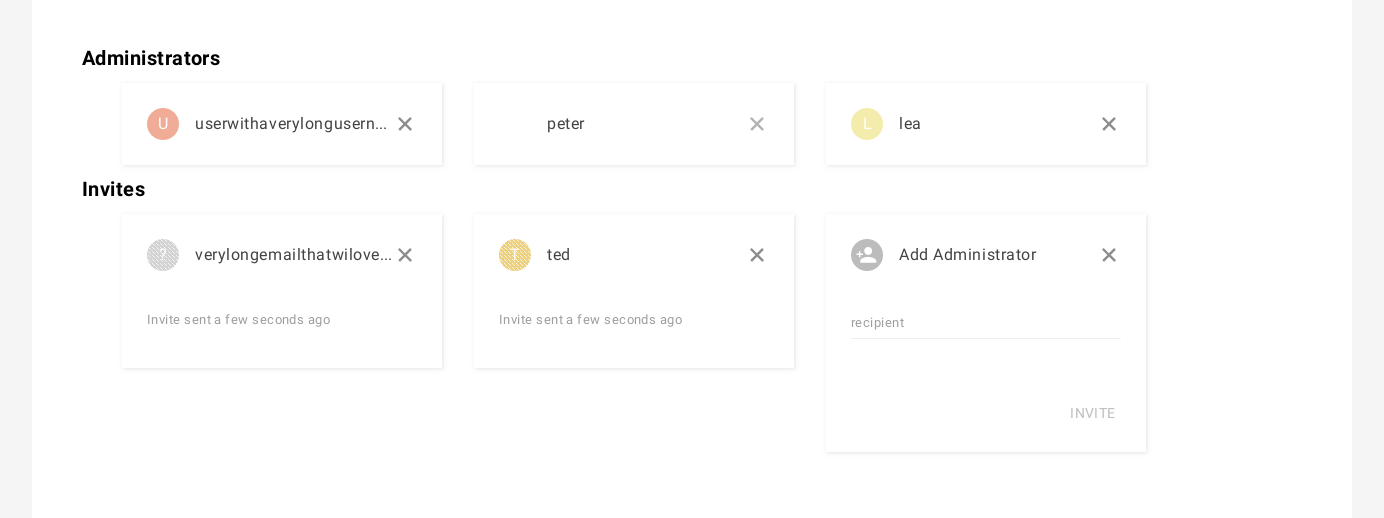 Administrators
U userwithaverylongusern... peter L lea
Invites
? verylongemailthatwilove... T ted Add Administrator
Invite sent a few seconds ago Invite sent a few seconds ago recipient
INVITE